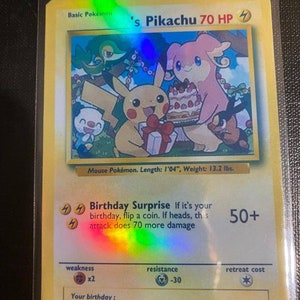 Basic Pokémon
's Pikachu 70 HP
Mouse Pokémon. Length: 1'04", Weight: 13.2 lbs.
Birthday Surprise If it's your
birthday, flip a coin. If heads, this
attack does 70 more damage
50+
weakness resistance retreat cost
x2 -30
Your birthday :